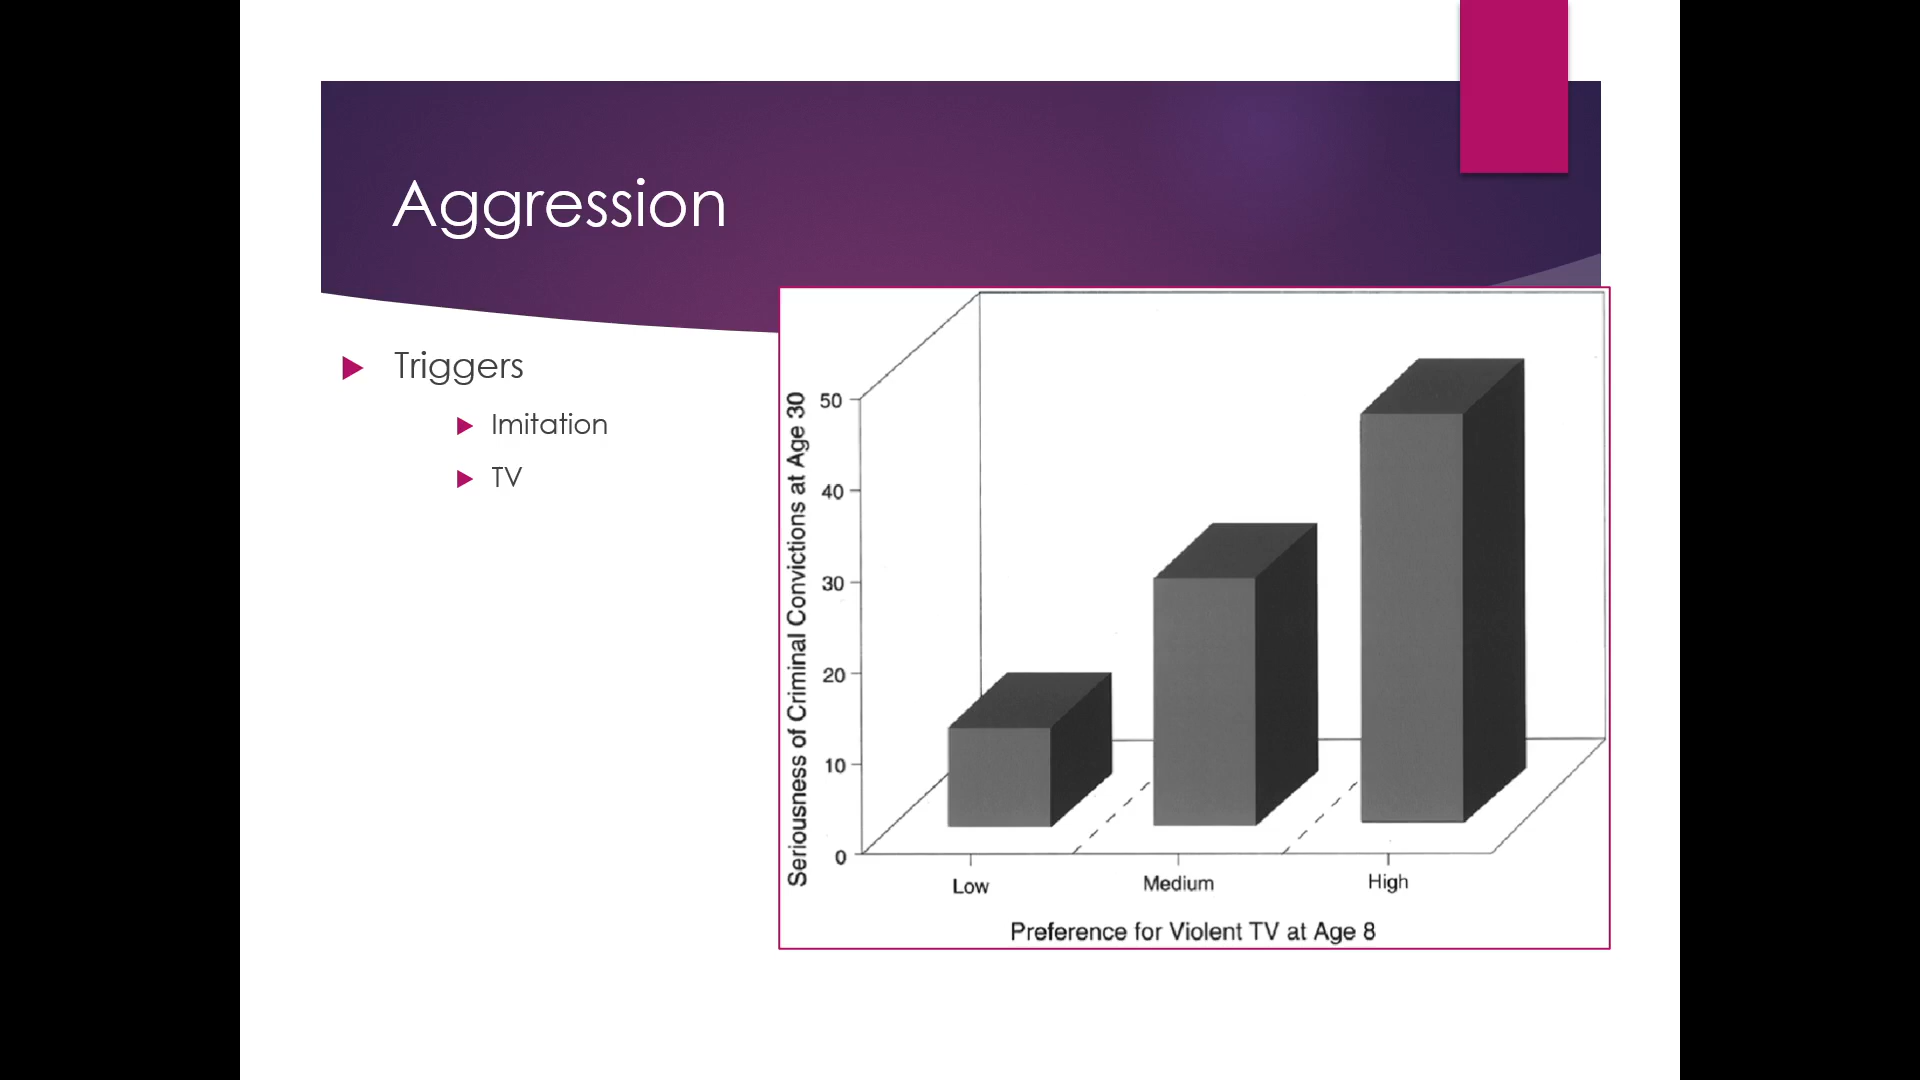 Aggression
Triggers
Imitation
TV
Seriousness of Criminal Convictions at Age 30
50
40
30
20
10
0
Low
Medium
High
Preference for Violent TV at Age 8